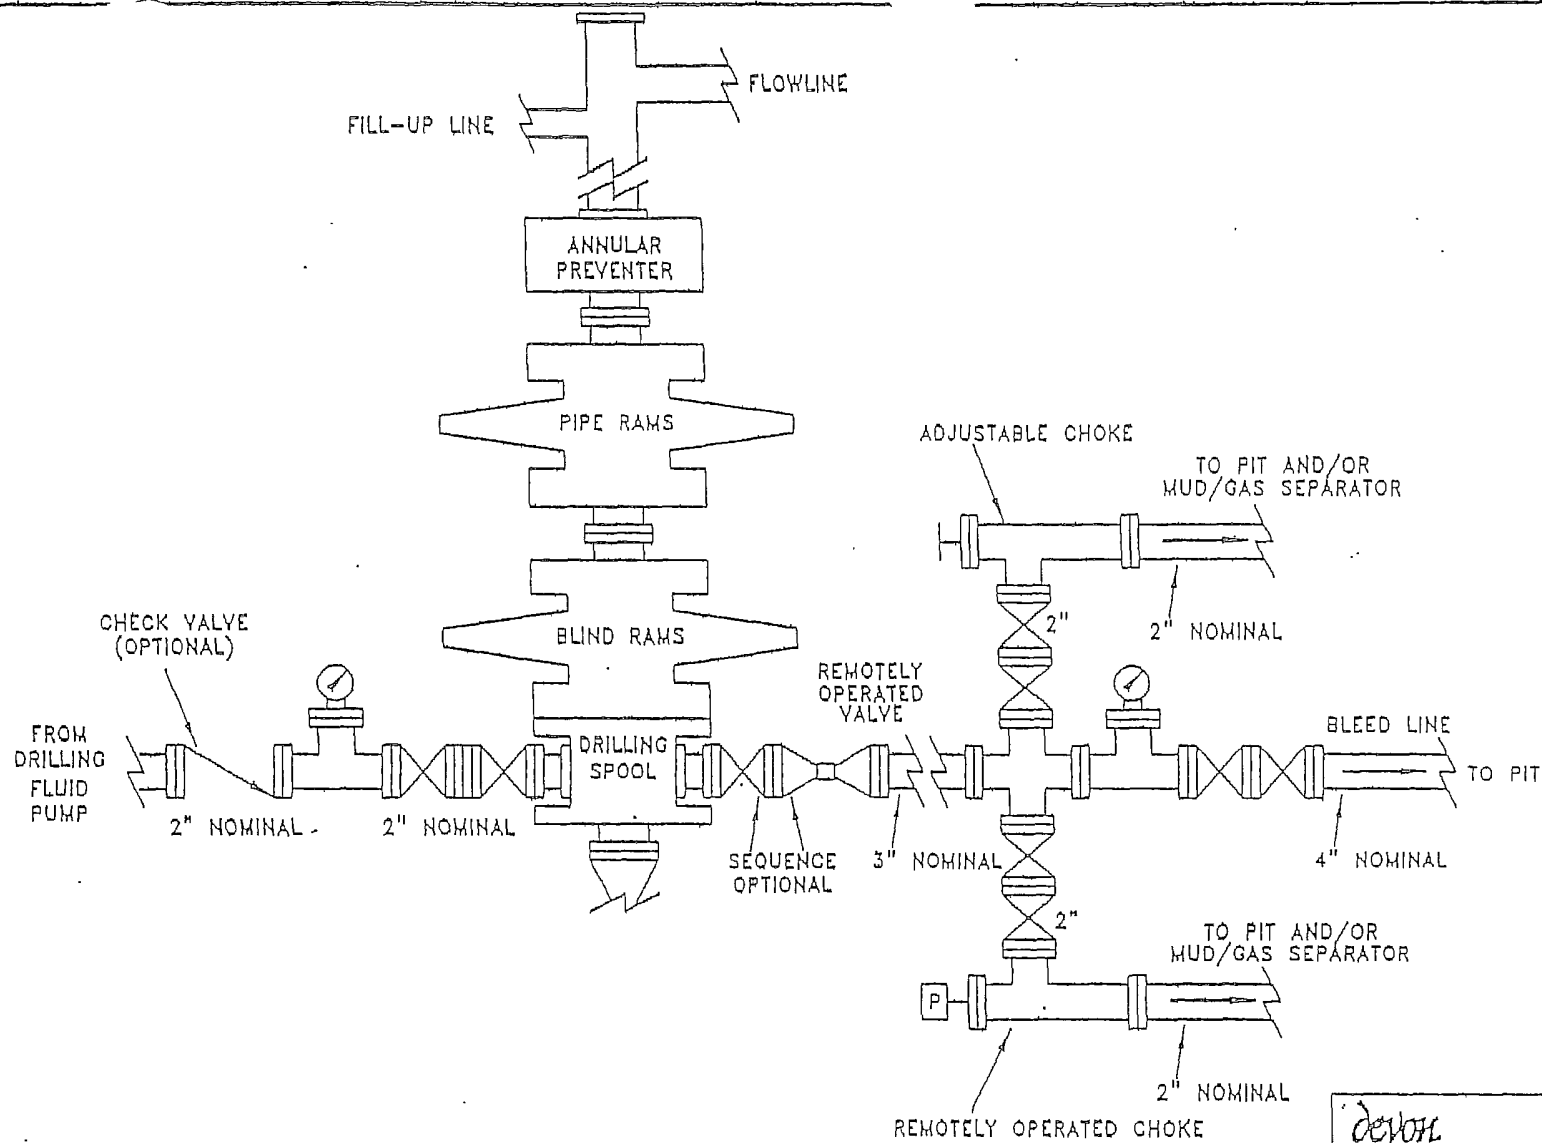 FLOWLINE
FILL-UP LINE
ANNULAR
PREVENTER
PIPE RAMS
ADJUSTABLE CHOKE
TO PIT AND/OR
MUD/GAS SEPARATOR
2"
2" NOMINAL
CHECK VALVE
(OPTIONAL)
BLIND RAMS
REMOTELY
OPERATED
VALVE
FROM
DRILLING
FLUID
PUMP
DRILLING
SPOOL
BLEED LINE
TO PIT
2" NOMINAL
2" NOMINAL
SEQUENCE
OPTIONAL
3" NOMINAL
4" NOMINAL
2"
TO PIT AND/OR
MUD/GAS SEPARATOR
P
2" NOMINAL
REMOTELY OPERATED CHOKE
devon